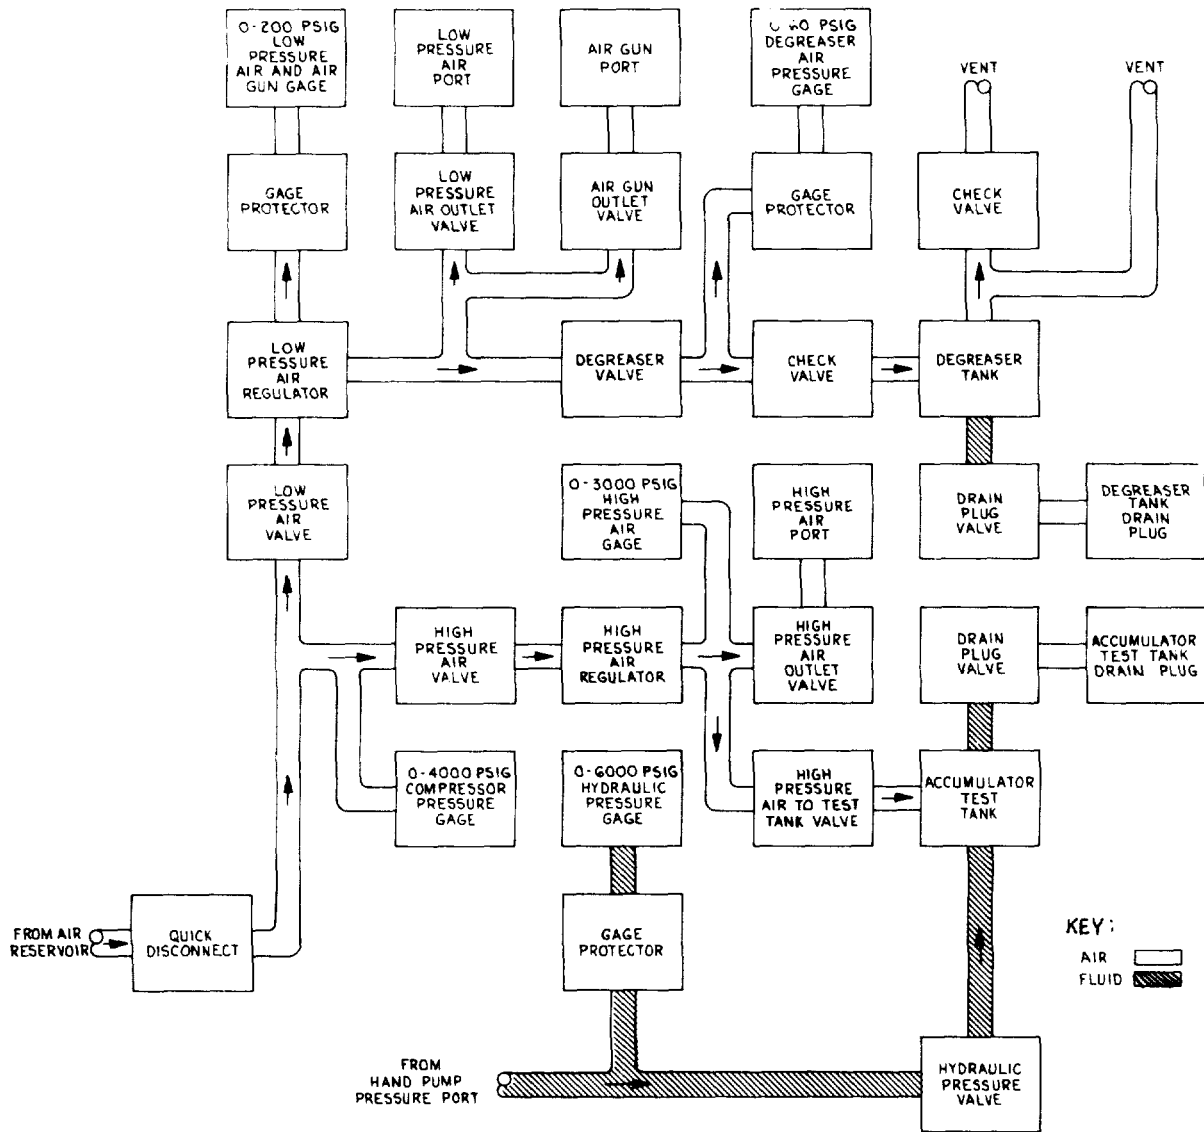 0-200 PSIG
LOW
PRESSURE
AIR AND AIR
GUN GAGE
LOW
PRESSURE
AIR
PORT
AIR GUN
PORT
PSIG
DEGREASER
AIR
PRESSURE
GAGE
VENT
VENT
GAGE
PROTECTOR
LOW
PRESSURE
AIR OUTLET
VALVE
AIR GUN
OUTLET
VALVE
GAGE
PROTECTOR
CHECK
VALVE
LOW
PRESSURE
AIR
REGULATOR
DEGREASER
VALVE
CHECK
VALVE
DEGREASER
TANK
LOW
PRESSURE
AIR
VALVE
0-3000 PSIG
HIGH
PRESSURE
AIR
GAGE
HIGH
PRESSURE
AIR
PORT
DRAIN
PLUG
VALVE
DEGREASER
TANK
DRAIN
PLUG
HIGH
PRESSURE
AIR
VALVE
HIGH
PRESSURE
AIR
REGULATOR
HIGH
PRESSURE
AIR
OUTLET
VALVE
DRAIN
PLUG
VALVE
ACCUMULATOR
TEST TANK
DRAIN PLUG
0-4000 PSIG
COMPRESSOR
PRESSURE
GAGE
0-6000 PSIG
HYDRAULIC
PRESSURE
GAGE
HIGH
PRESSURE
AIR TO TEST
TANK VALVE
ACCUMULATOR
TEST
TANK
FROM AIR
RESERVOIR
QUICK
DISCONNECT
GAGE
PROTECTOR
KEY:
AIR
FLUID
FROM
HAND PUMP
PRESSURE PORT
HYDRAULIC
PRESSURE
VALVE